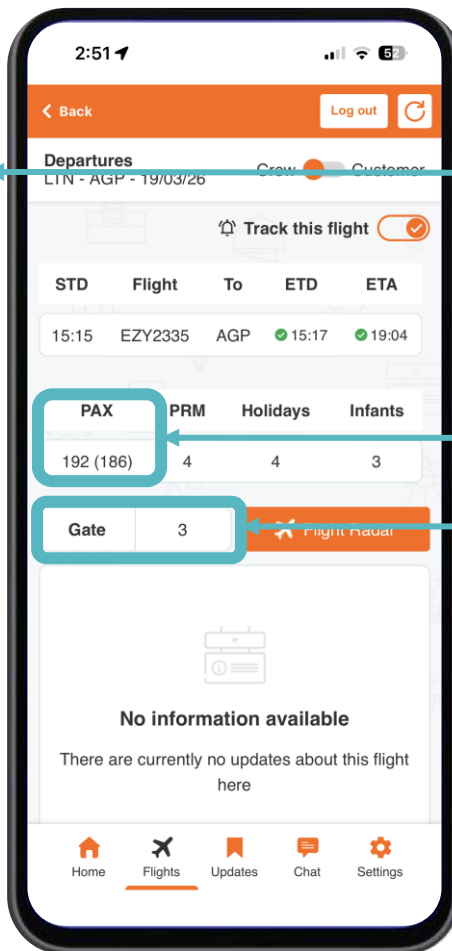 2:51
52
Back
Log out
Departures
LTN - AGP - 19/03/26
Crew
Customer
Track this flight
STD Flight To ETD ETA
15:15 EZY2335 AGP 15:17 19:04
PAX PRM Holidays Infants
192 (186) 4 4 3
Gate 3
Flight Radar
No information available
There are currently no updates about this flight
here
Home Flights Updates Chat Settings